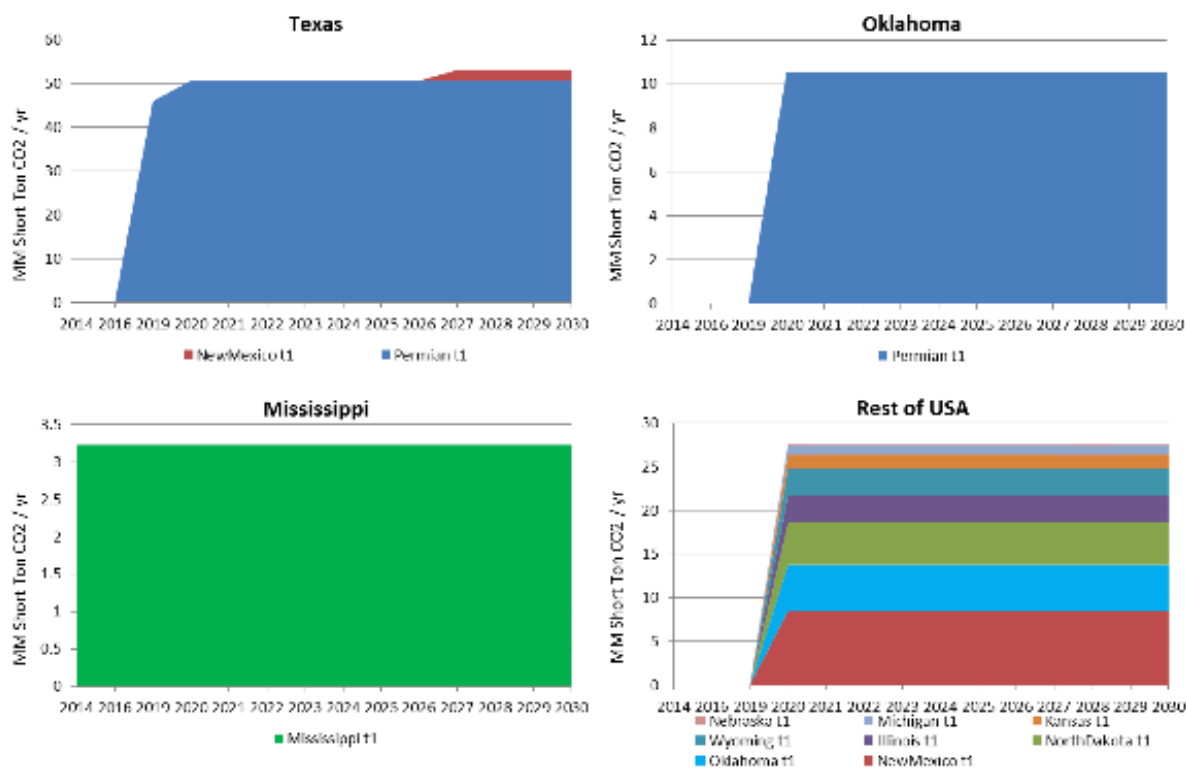 Texas
MM Short Ton CO2 / yr
60
50
40
30
20
10
0
2014 2016 2019 2020 2021 2022 2023 2024 2025 2026 2027 2028 2029 2030
NewMexico t1 Permian t1
Oklahoma
MM Short Ton CO2 / yr
12
10
8
6
4
2
0
2014 2016 2019 2020 2021 2022 2023 2024 2025 2026 2027 2028 2029 2030
Permian t1
Mississippi
MM Short Ton CO2 / yr
3.5
3
2.5
2
1.5
1
0.5
0
2014 2016 2019 2020 2021 2022 2023 2024 2025 2026 2027 2028 2029 2030
Mississippi t1
Rest of USA
MM Short Ton CO2 / yr
30
25
20
15
10
5
0
2014 2016 2019 2020 2021 2022 2023 2024 2025 2026 2027 2028 2029 2030
Nebraska t1 Michigan t1 Kansas t1
Wyoming t1 Illinois t1 NorthDakota t1
Oklahoma t1 NewMexico t1